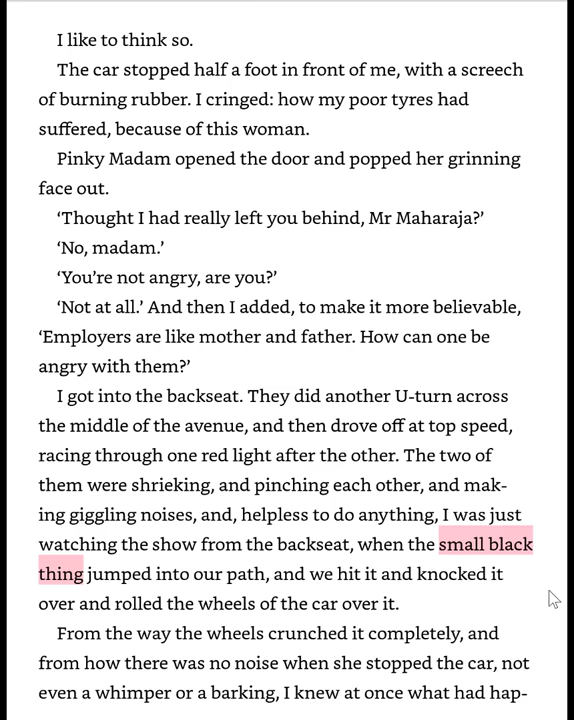 I like to think so.
The car stopped half a foot in front of me, with a screech
of burning rubber. I cringed: how my poor tyres had
suffered, because of this woman.
Pinky Madam opened the door and popped her grinning
face out.
‘Thought I had really left you behind, Mr Maharaja?’
‘No, madam.’
‘You’re not angry, are you?’
‘Not at all.’ And then I added, to make it more believable,
‘Employers are like mother and father. How can one be
angry with them?’
I got into the backseat. They did another U-turn across
the middle of the avenue, and then drove off at top speed,
racing through one red light after the other. The two of
them were shrieking, and pinching each other, and mak-
ing giggling noises, and, helpless to do anything, I was just
watching the show from the backseat, when the small black
thing jumped into our path, and we hit it and knocked it
over and rolled the wheels of the car over it.
From the way the wheels crunched it completely, and
from how there was no noise when she stopped the car, not
even a whimper or a barking, I knew at once what had hap-